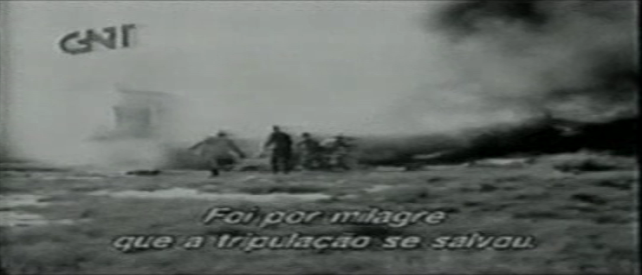 GNT
Foi por milagre
que a tripulação se salvou.